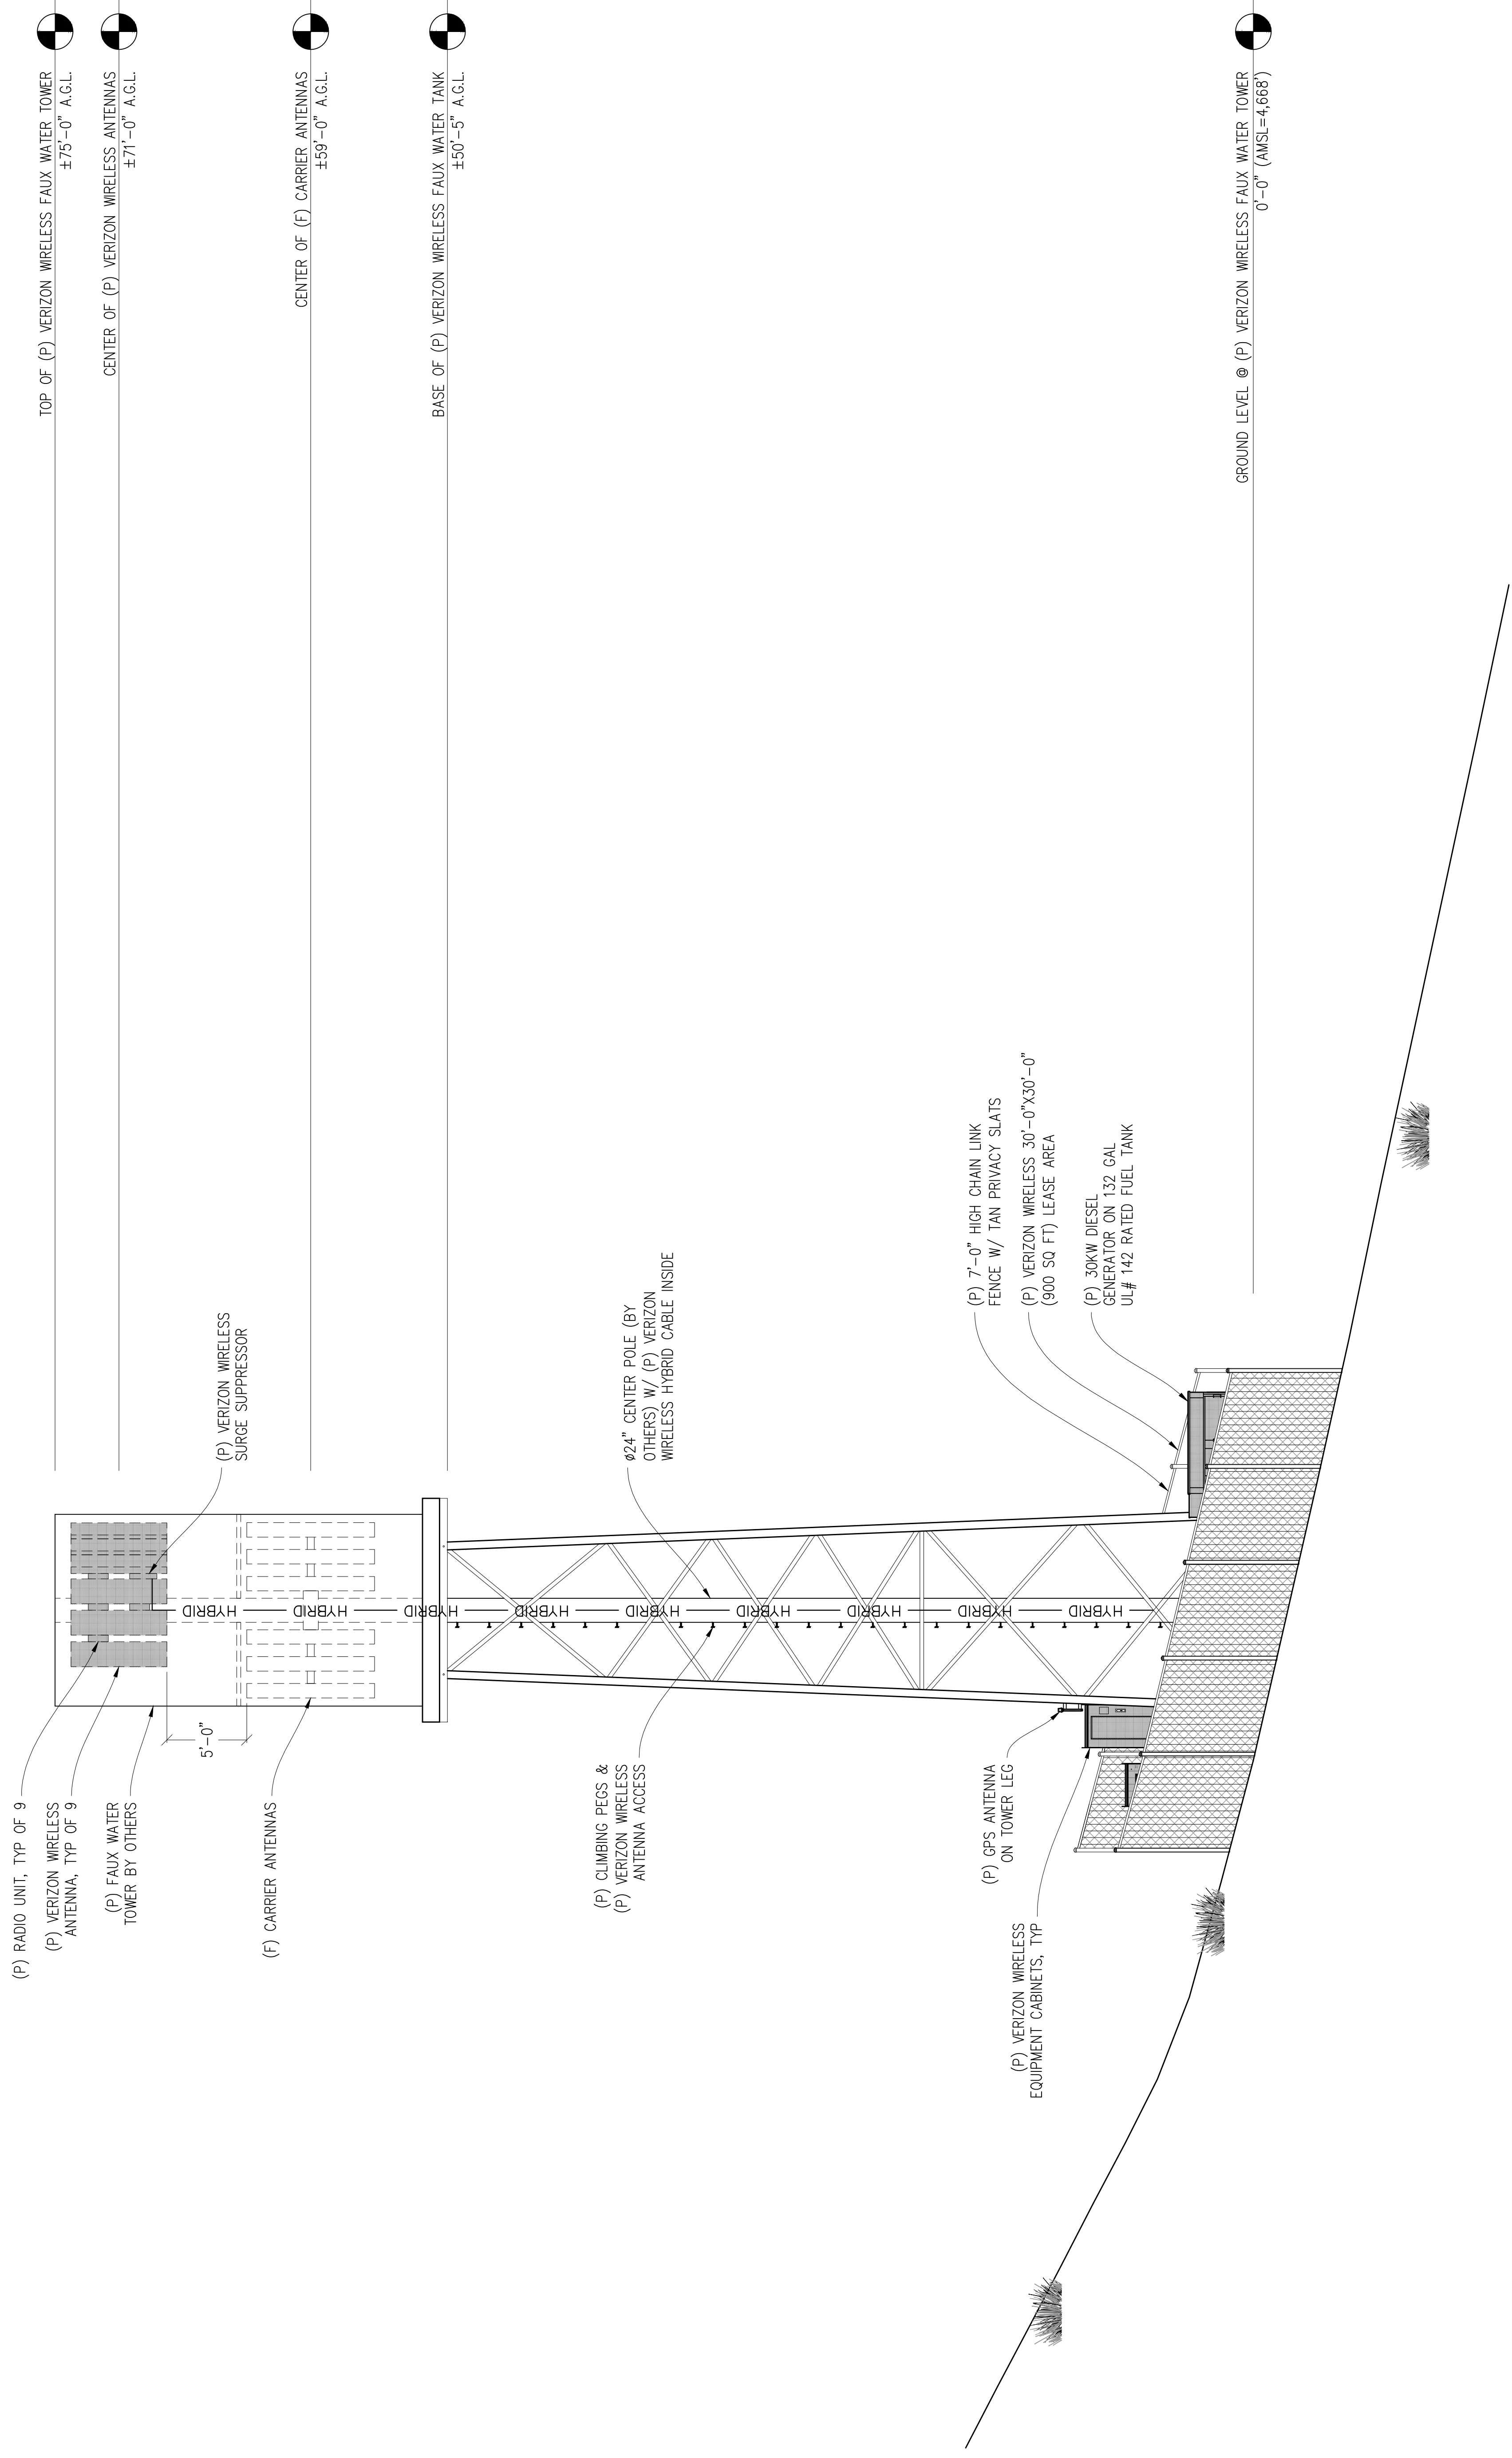 TOP OF (P) VERIZON WIRELESS FAUX WATER TOWER
±75'-0" A.G.L.
CENTER OF (P) VERIZON WIRELESS ANTENNAS
±71'-0" A.G.L.
CENTER OF (F) CARRIER ANTENNAS
±59'-0" A.G.L.
BASE OF (P) VERIZON WIRELESS FAUX WATER TANK
±50'-5" A.G.L.
GROUND LEVEL @ (P) VERIZON WIRELESS FAUX WATER TOWER
0'-0" (AMSL=4,668')
(P) RADIO UNIT, TYP OF 9
(P) VERIZON WIRELESS
ANTENNA, TYP OF 9
(P) FAUX WATER
TOWER BY OTHERS
5'-0"
(F) CARRIER ANTENNAS
(P) VERIZON WIRELESS
SURGE SUPPRESSOR
HYBRID
HYBRID
HYBRID
HYBRID
HYBRID
HYBRID
HYBRID
HYBRID
HYBRID
HYBRID
HYBRID
(P) CLIMBING PEGS &
(P) VERIZON WIRELESS
ANTENNA ACCESS
ø24" CENTER POLE (BY
OTHERS) W/ (P) VERIZON
WIRELESS HYBRID CABLE INSIDE
(P) GPS ANTENNA
ON TOWER LEG
(P) VERIZON WIRELESS
EQUIPMENT CABINETS, TYP
(P) 7'-0" HIGH CHAIN LINK
FENCE W/ TAN PRIVACY SLATS
(P) VERIZON WIRELESS 30'-0"X30'-0"
(900 SQ FT) LEASE AREA
(P) 30KW DIESEL
GENERATOR ON 132 GAL
UL# 142 RATED FUEL TANK